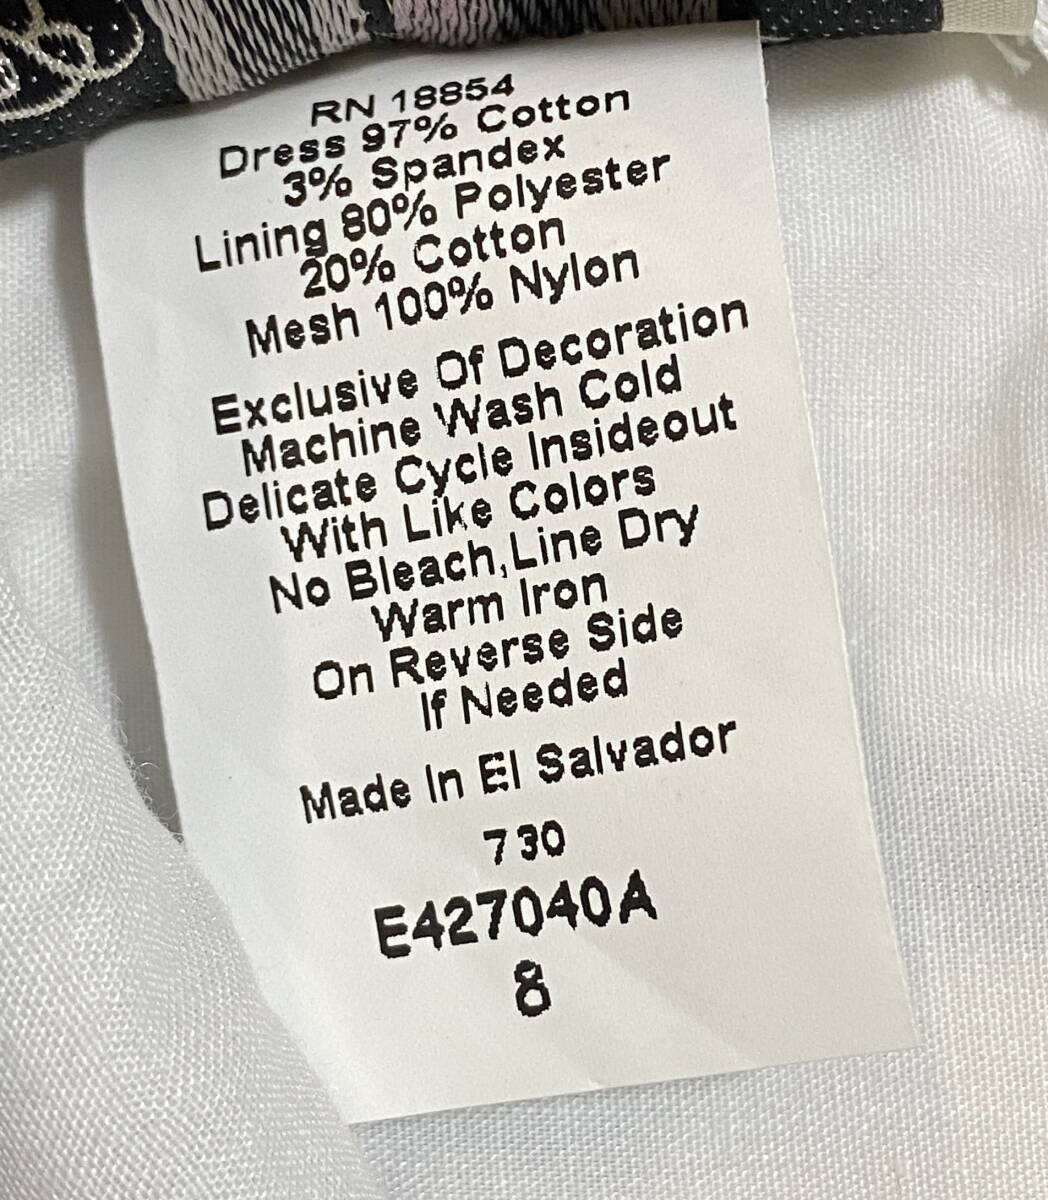 RN 18854
Dress 97% Cotton
3% Spandex
Lining 80% Polyester
20% Cotton
Mesh 100% Nylon
Exclusive Of Decoration
Machine Wash Cold
Delicate Cycle Insideout
With Like Colors
No Bleach,Line Dry
Warm Iron
On Reverse Side
If Needed
Made In El Salvador
730
E427040A
8